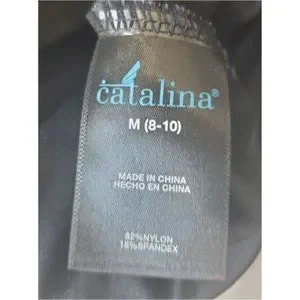 catalina®
M (8-10)
MADE IN CHINA
HECHO EN CHINA
82%NYLON
18%SPANDEX